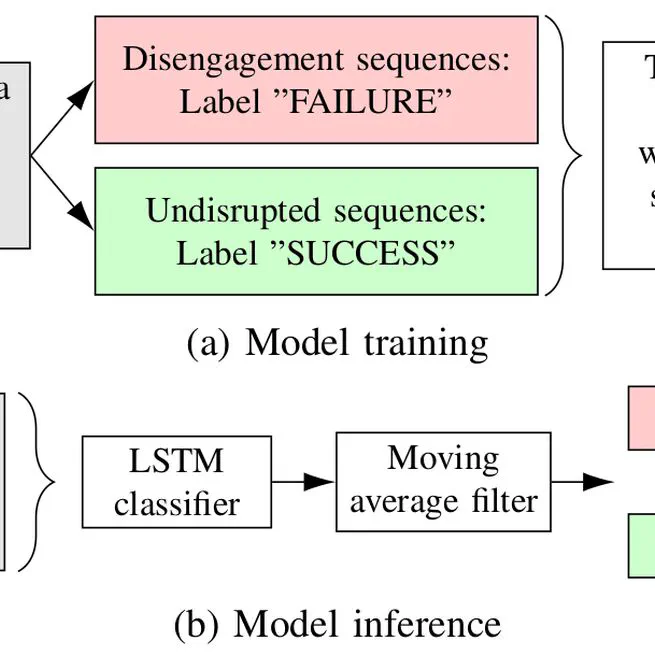 a
Disengagement sequences:
Label ”FAILURE”
Undisrupted sequences:
Label ”SUCCESS”
T
w
s
(a) Model training
LSTM
classifier
Moving
average filter
(b) Model inference